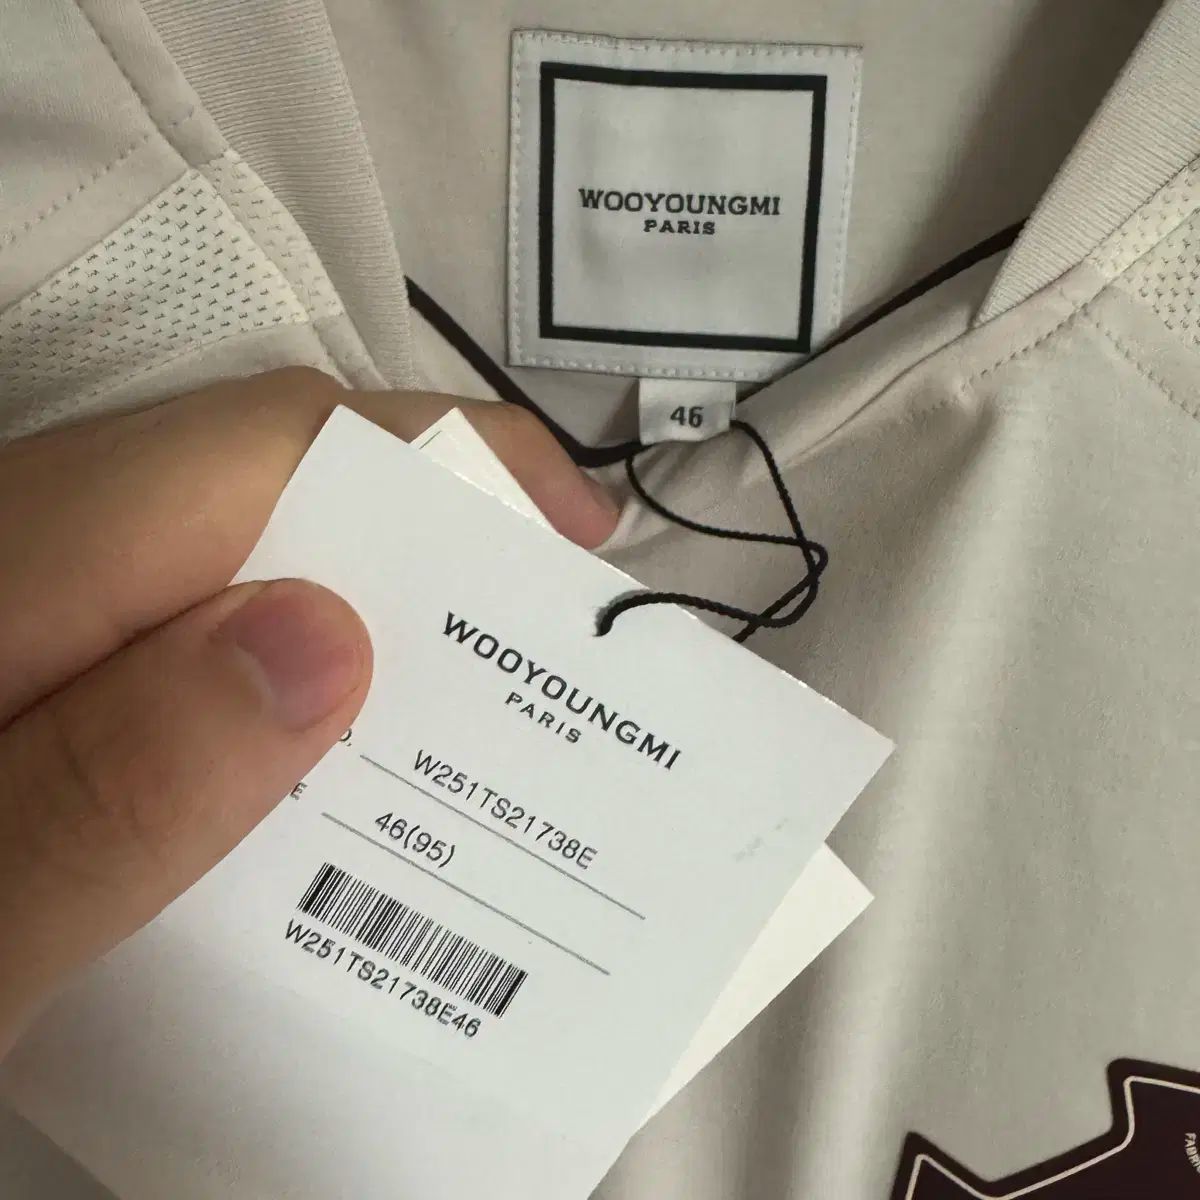 WOOYOUNGMI
PARIS
46
WOOYOUNGMI
PARIS
W251TS21738E
46(95)
W251TS21738E46